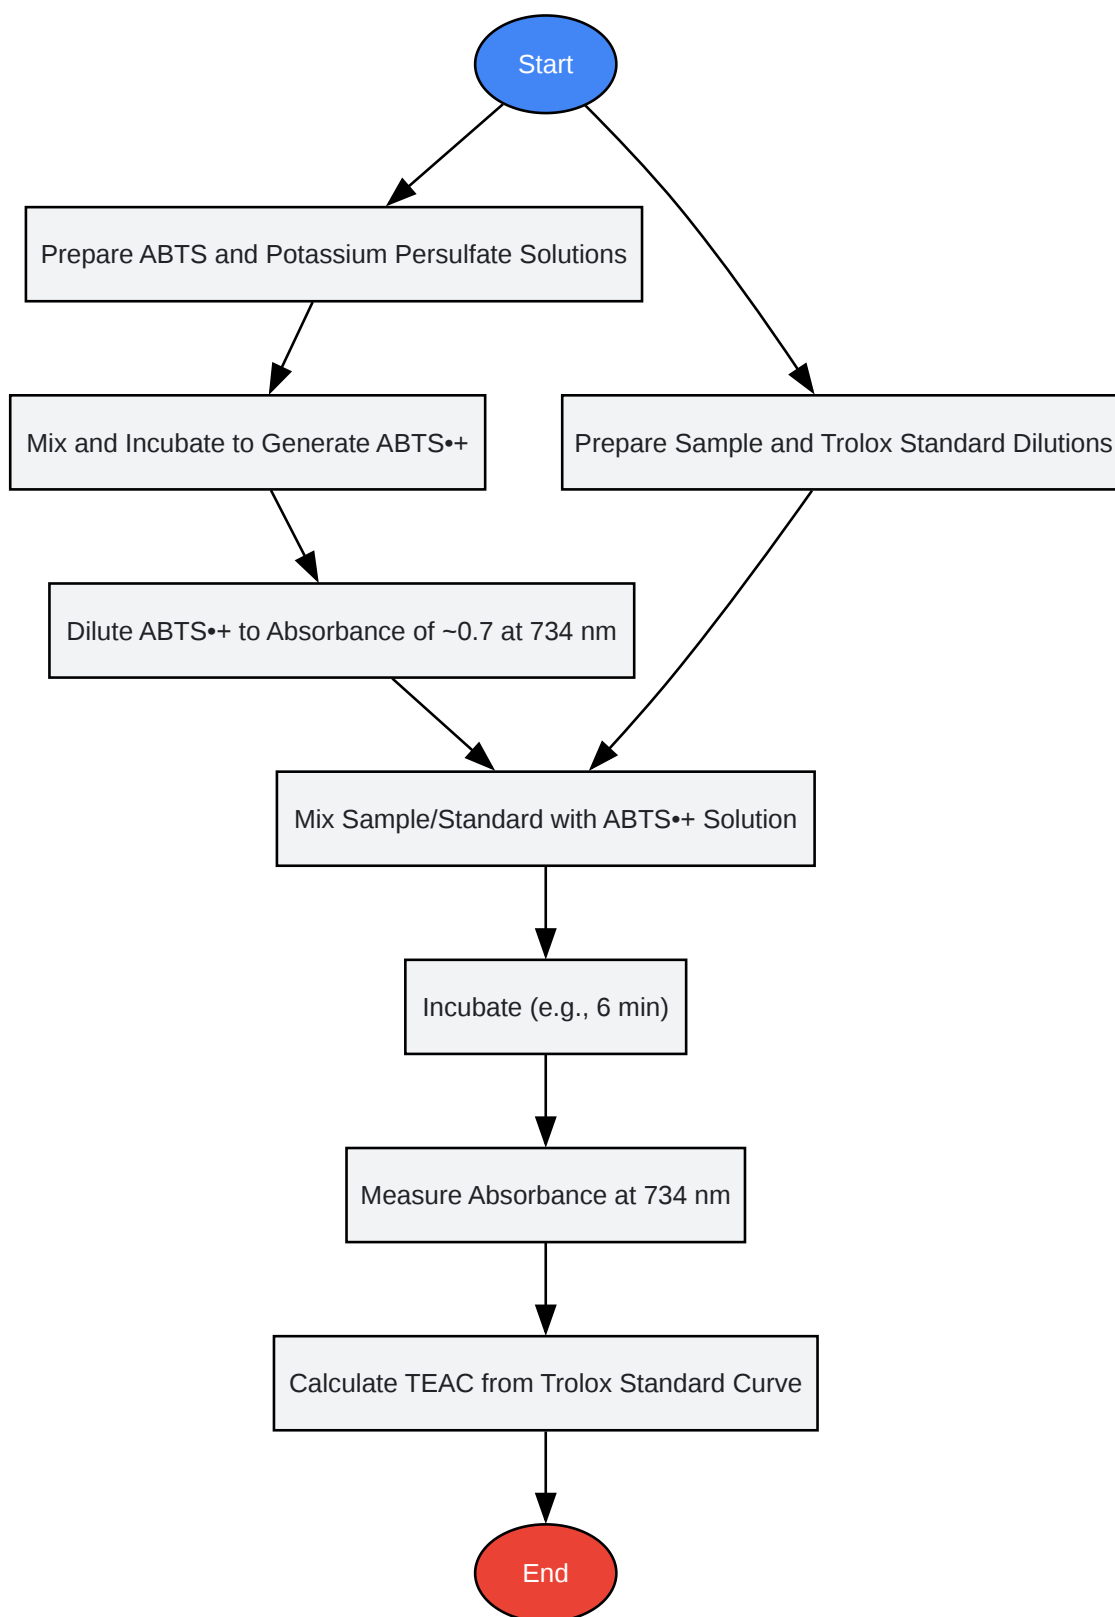 Start
Prepare ABTS and Potassium Persulfate Solutions
Mix and Incubate to Generate ABTS•+
Prepare Sample and Trolox Standard Dilutions
Dilute ABTS•+ to Absorbance of ~0.7 at 734 nm
Mix Sample/Standard with ABTS•+ Solution
Incubate (e.g., 6 min)
Measure Absorbance at 734 nm
Calculate TEAC from Trolox Standard Curve
End